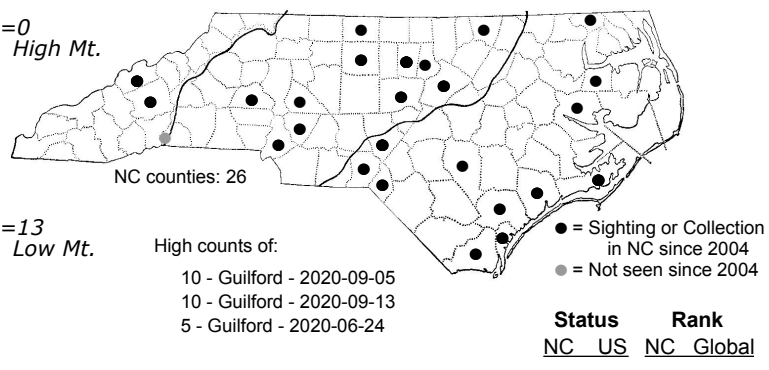 =0
High Mt.
NC counties: 26
=13
Low Mt.
High counts of:
10 - Guilford - 2020-09-05
10 - Guilford - 2020-09-13
5 - Guilford - 2020-06-24
● = Sighting or Collection
in NC since 2004
● = Not seen since 2004
Status Rank
NC US NC Global